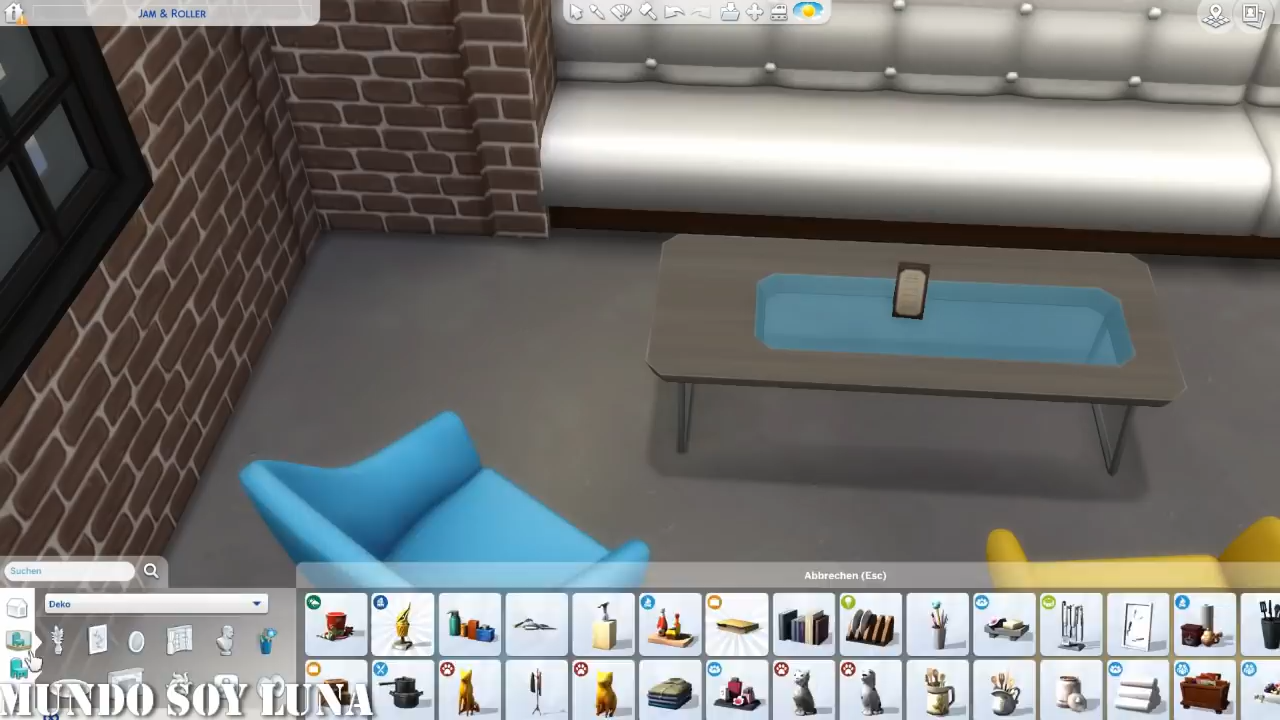 JAM & ROLLER
Suchen
Abbrechen (Esc)
Deko
MUNDO SOY LUNA